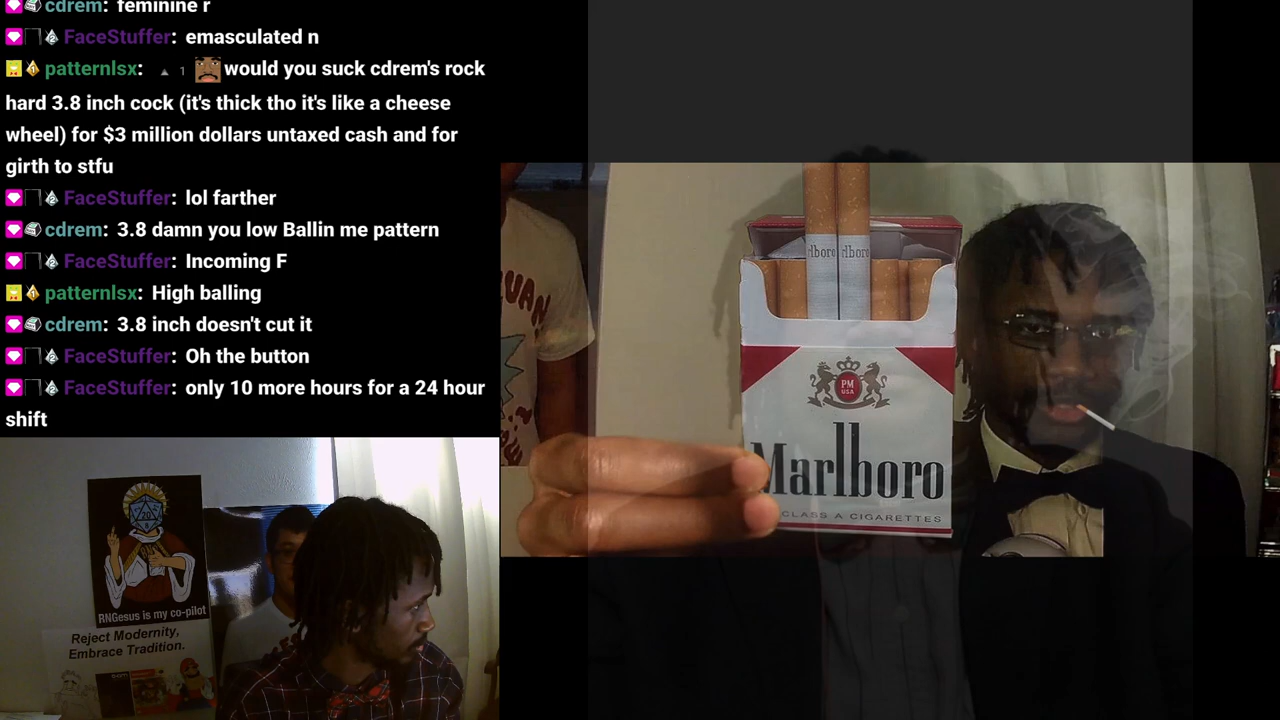 cdrem: feminine r
FaceStuffer: emasculated n
patternlsx: 1 would you suck cdrem's rock
hard 3.8 inch cock (it's thick tho it's like a cheese
wheel) for $3 million dollars untaxed cash and for
girth to stfu
FaceStuffer: lol farther
cdrem: 3.8 damn you low Ballin me pattern
FaceStuffer: Incoming F
patternlsx: High balling
cdrem: 3.8 inch doesn't cut it
FaceStuffer: Oh the button
FaceStuffer: only 10 more hours for a 24 hour
shift
20
RNGesus is my co-pilot
Reject Modernity,
Embrace Tradition.
rlboro rlboro
PM
USA
Marlboro
CLASS A CIGARETTES